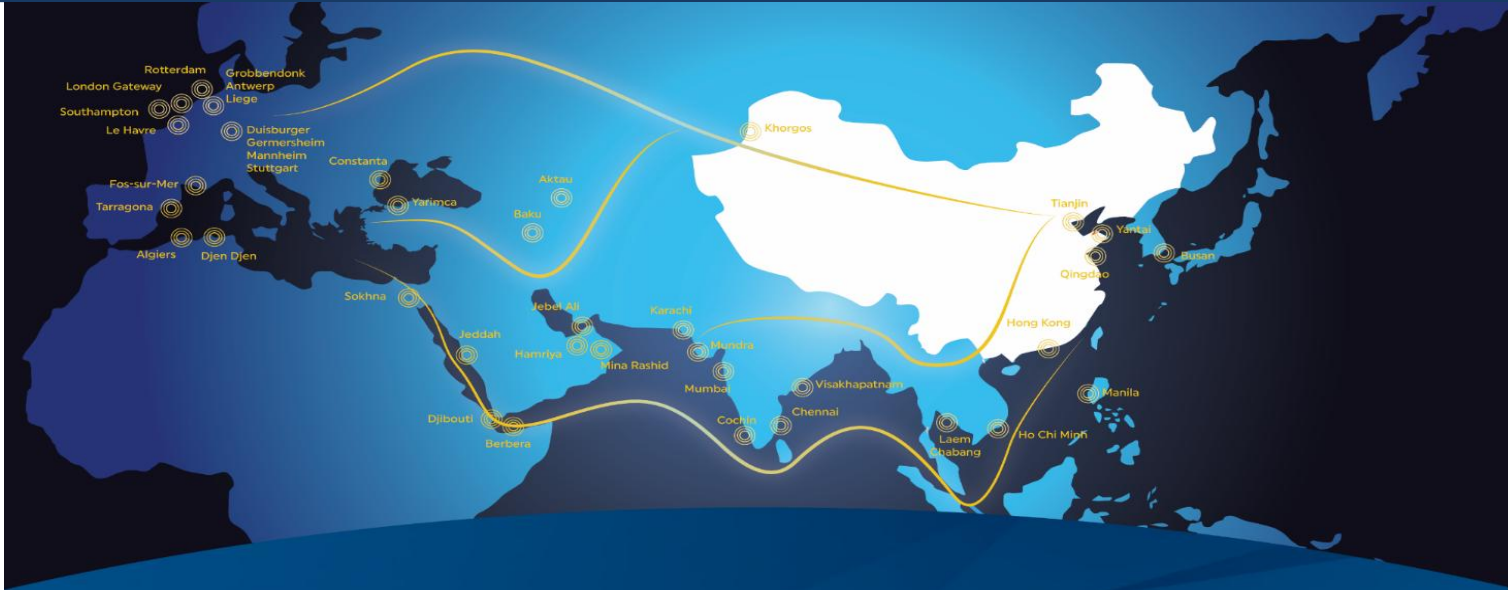 Rotterdam
London Gateway
Southampton
Le Havre
Grobbendonk
Antwerp
Liege
Duisburger
Germersheim
Mannheim
Stuttgart
Constanta
Yarimca
Fos-sur-Mer
Tarragona
Algiers
Djen Djen
Aktau
Baku
Khorgos
Tianjin
Yantai
Qingdao
Busan
Sokhna
Jeddah
Jebel Ali
Hamriya
Mina Rashid
Karachi
Mundra
Mumbai
Visakhapatnam
Chennai
Cochin
Hong Kong
Manila
Djibouti
Berbera
Laem
Chabang
Ho Chi Minh